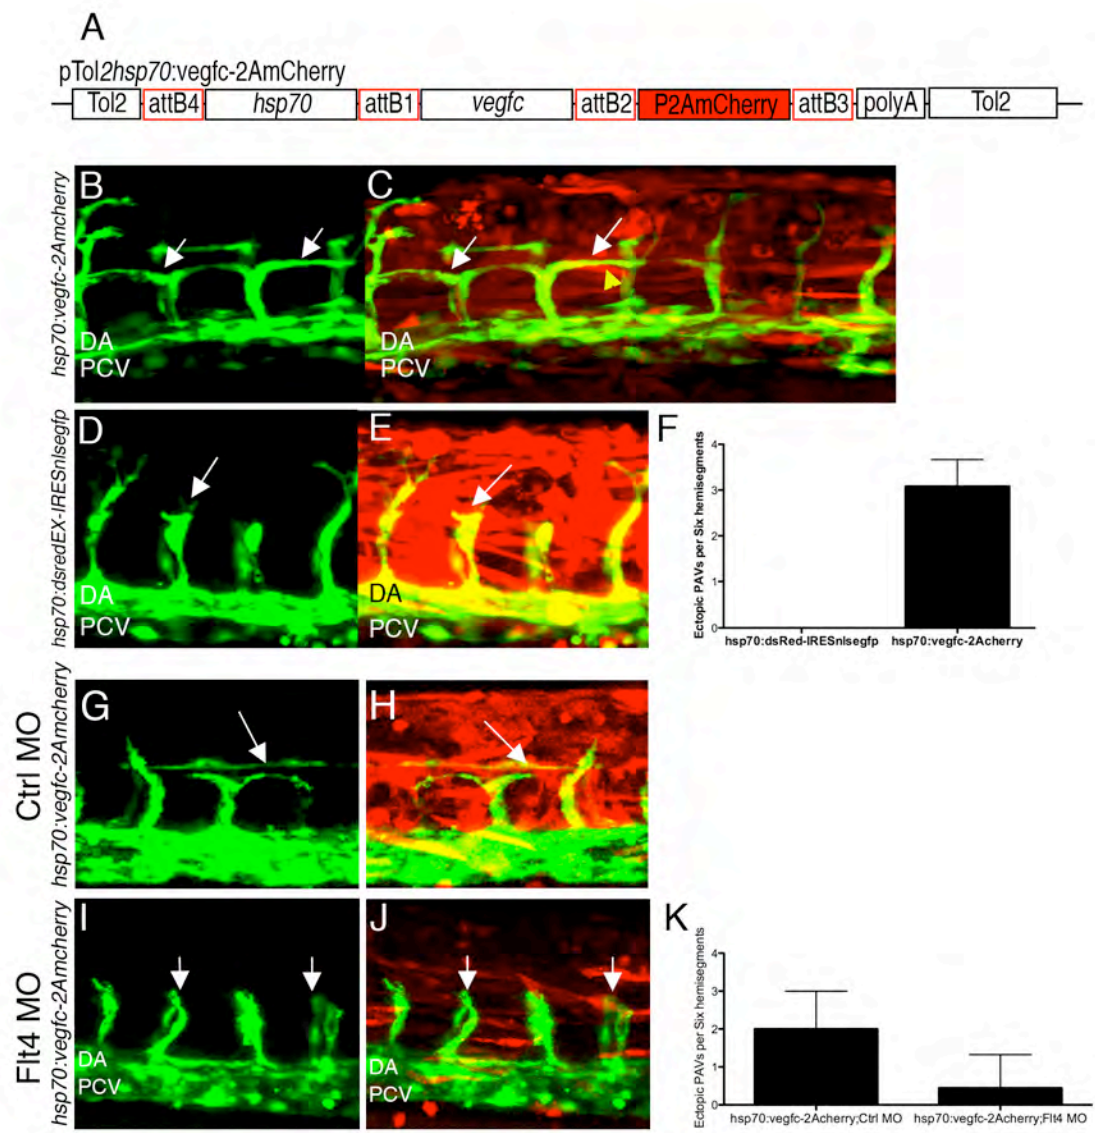 A
pTol2hsp70:vegfc-2AmCherry
Tol2 attB4 hsp70 attB1 vegfc attB2 P2AmCherry attB3 polyA Tol2
hsp70:vegfc-2Amcherry
B
DA
PCV
C
DA
PCV
hsp70:dsredEX-IRESnlsegfp
D
DA
PCV
E
DA
PCV
F
Ectopic PAVs per Six hemisegments
4
3
2
1
0
hsp70:dsRed-IRESnlsegfp hsp70:vegfc-2Acherry
Ctrl MO
hsp70:vegfc-2Amcherry
G
H
Flt4 MO
hsp70:vegfc-2Amcherry
I
DA
PCV
J
DA
PCV
K
Ectopic PAVs per Six hemisegments
4
3
2
1
0
hsp70:vegfc-2Acherry;Ctrl MO hsp70:vegfc-2Acherry;Flt4 MO